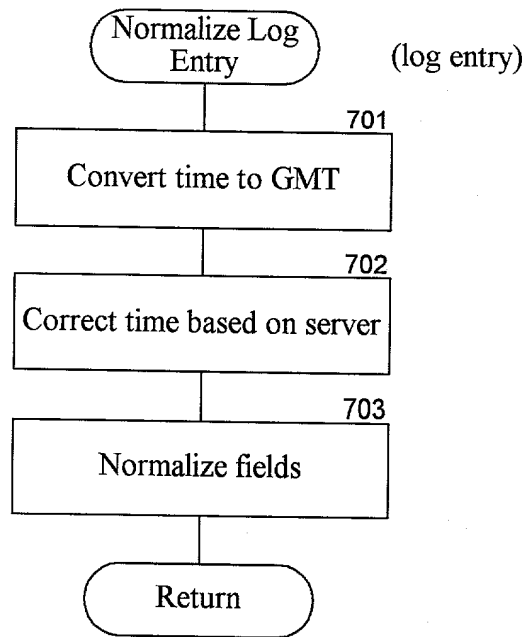 Normalize Log
Entry
(log entry)
701
Convert time to GMT
702
Correct time based on server
703
Normalize fields
Return